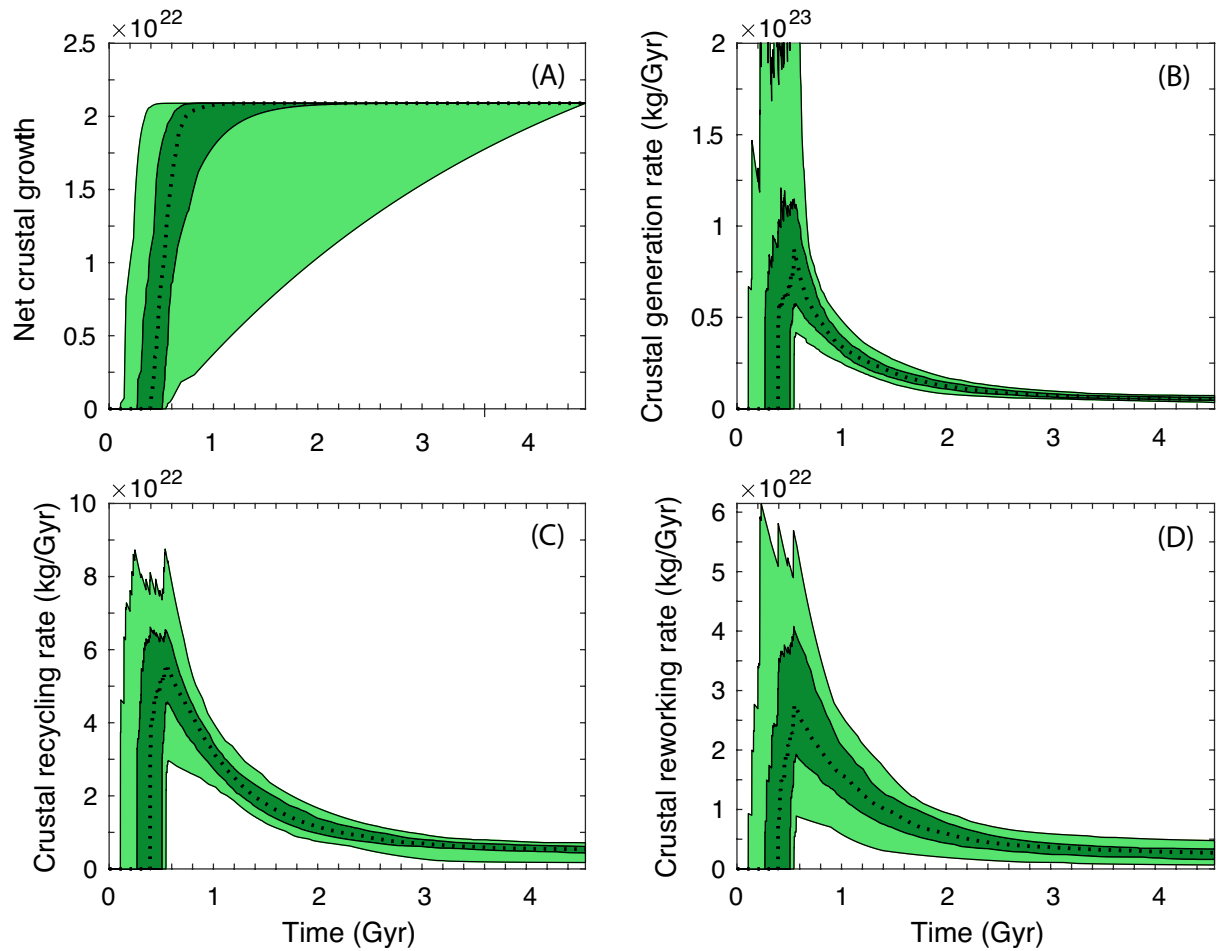 ×10^22
(A)
Net crustal growth
2.5
2
1.5
1
0.5
0
0 1 2 3 4
×10^23
(B)
Crustal generation rate (kg/Gyr)
2
1.5
1
0.5
0
0 1 2 3 4
×10^22
(C)
Crustal recycling rate (kg/Gyr)
10
8
6
4
2
0
0 1 2 3 4
Time (Gyr)
×10^22
(D)
Crustal reworking rate (kg/Gyr)
6
5
4
3
2
1
0
0 1 2 3 4
Time (Gyr)